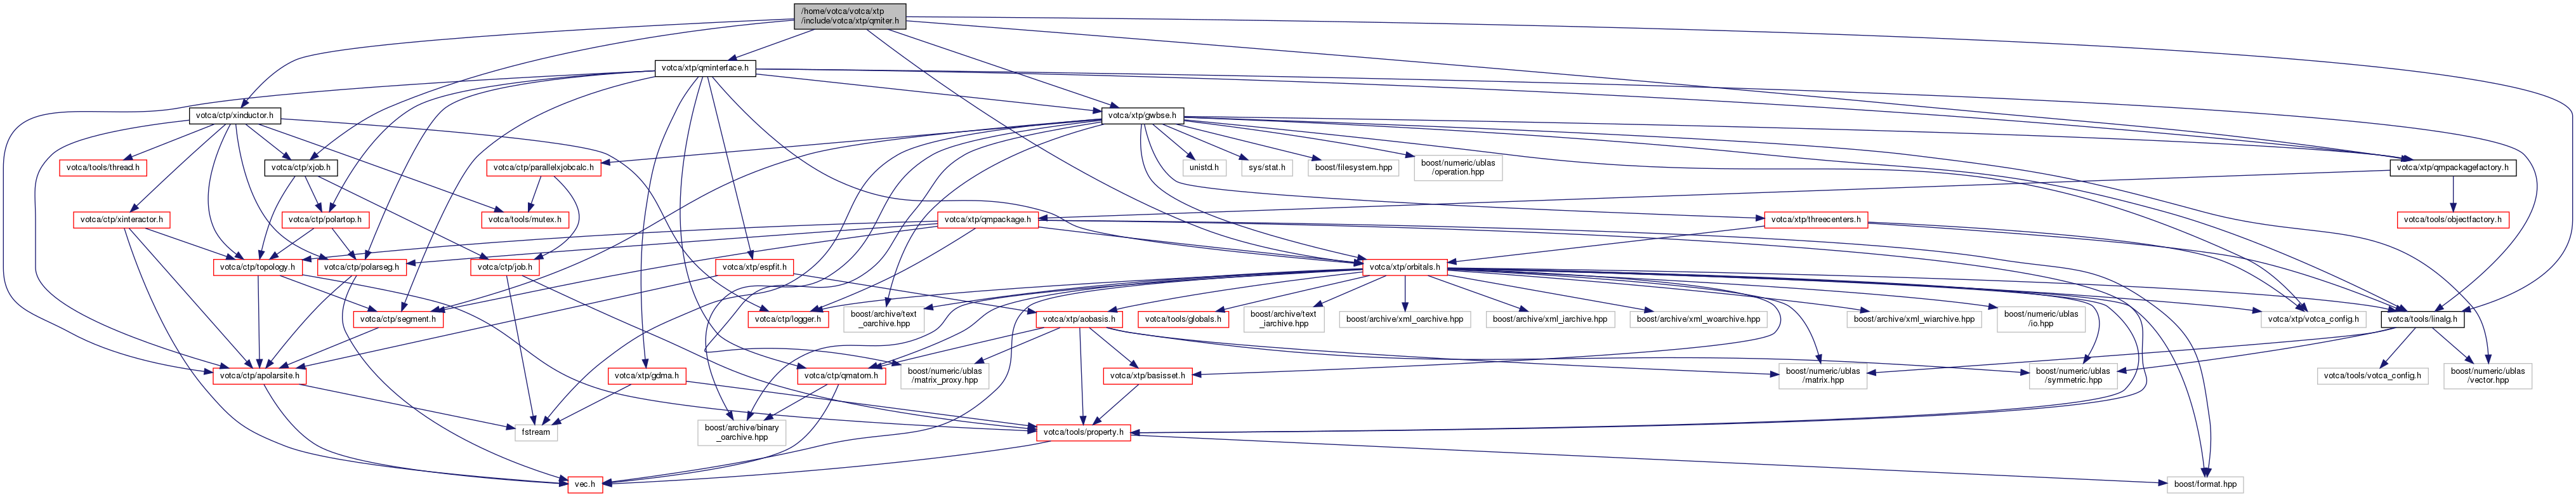 /home/votca/votca/xtp
/include/votca/xtp/qmiter.h
votca/xtp/qminterface.h
votca/ctp/xinductor.h
votca/xtp/gwbse.h
votca/tools/thread.h
votca/ctp/xjob.h
votca/ctp/parallelxjobcalc.h
unistd.h
sys/stat.h
boost/filesystem.hpp
boost/numeric/ublas
/operation.hpp
votca/xtp/qmpackagefactory.h
votca/ctp/xinteractor.h
votca/ctp/polartop.h
votca/tools/mutex.h
votca/xtp/qmpackage.h
votca/xtp/threecenters.h
votca/tools/objectfactory.h
votca/ctp/topology.h
votca/ctp/polarseg.h
votca/ctp/job.h
votca/xtp/espfit.h
votca/xtp/orbitals.h
votca/ctp/segment.h
votca/ctp/logger.h
boost/archive/text
_oarchive.hpp
votca/xtp/aobasis.h
votca/tools/globals.h
boost/archive/text
_iarchive.hpp
boost/archive/xml_oarchive.hpp
boost/archive/xml_iarchive.hpp
boost/archive/xml_woarchive.hpp
boost/archive/xml_wiarchive.hpp
boost/numeric/ublas
/io.hpp
votca/xtp/votca_config.h
votca/tools/linalg.h
votca/ctp/apolarsite.h
votca/xtp/gdma.h
votca/ctp/qmatom.h
boost/numeric/ublas
/matrix_proxy.hpp
votca/xtp/basisset.h
boost/numeric/ublas
/matrix.hpp
boost/numeric/ublas
/symmetric.hpp
votca/tools/votca_config.h
boost/numeric/ublas
/vector.hpp
fstream
boost/archive/binary
_oarchive.hpp
votca/tools/property.h
vec.h
boost/format.hpp